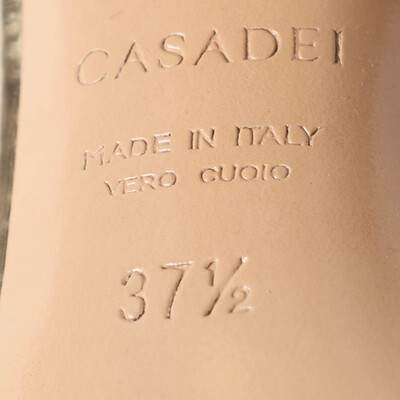 CASADEI
MADE IN ITALY
VERO CUOIO
37½